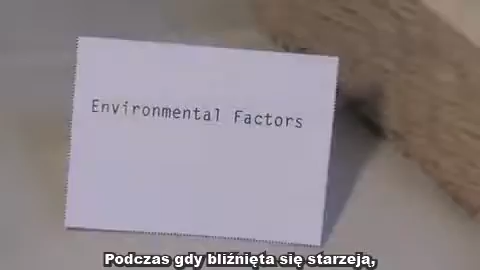 Environmental Factors
Podczas gdy bliźnięta się starzeją,